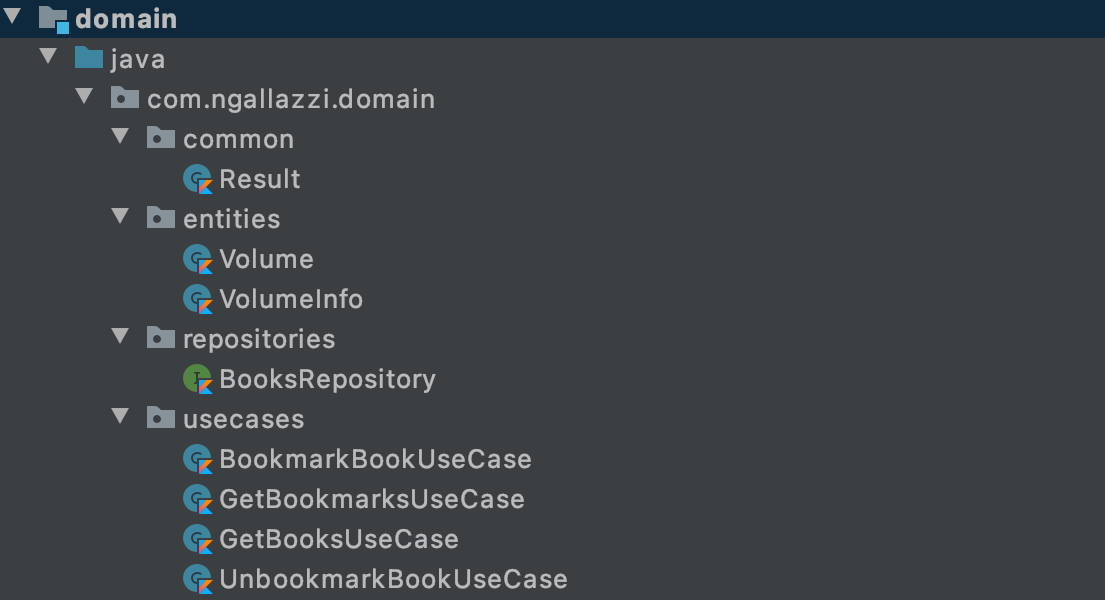 domain
java
com.ngallazzi.domain
common
Result
entities
Volume
VolumeInfo
repositories
BooksRepository
usecases
BookmarkBookUseCase
GetBookmarksUseCase
GetBooksUseCase
UnbookmarkBookUseCase